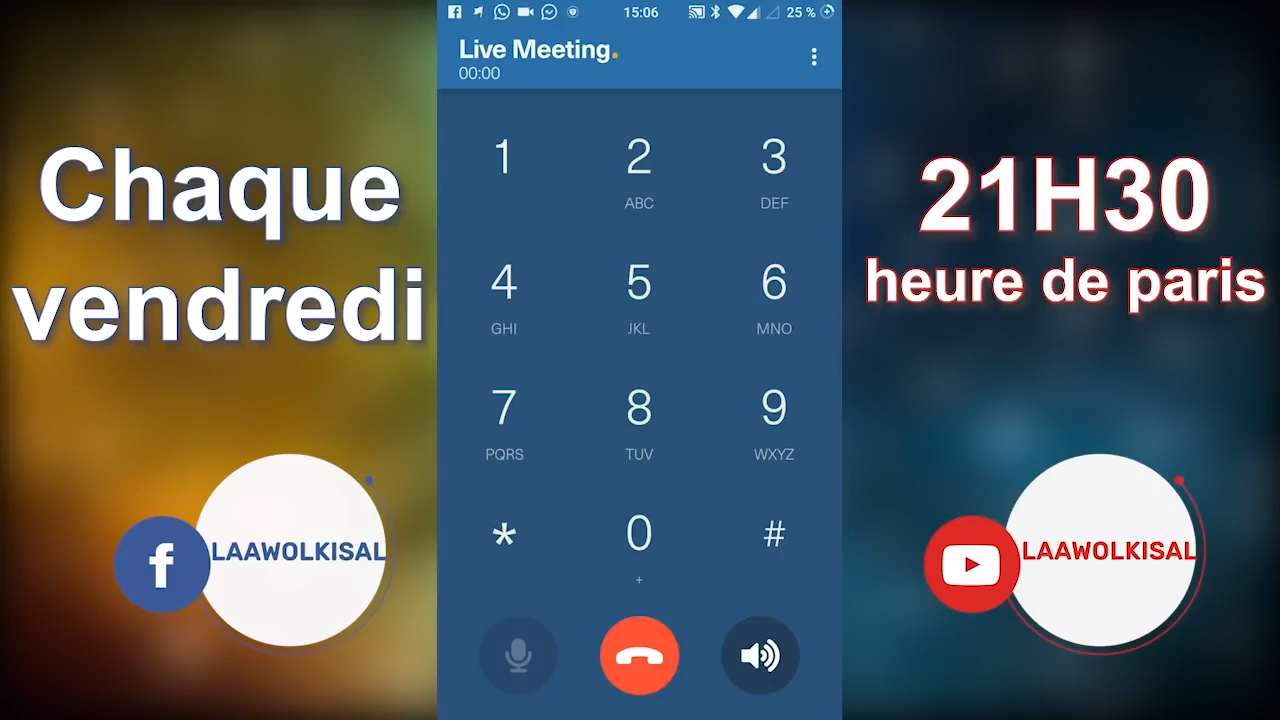 Chaque
vendredi
LAAWOLKISAL
15:06
25 %
Live Meeting.
00:00
1
2
3
ABC
DEF
4
5
6
GHI
JKL
MNO
7
8
9
PQRS
TUV
WXYZ
*
0
#
+
21H30
heure de paris
LAAWOLKISAL